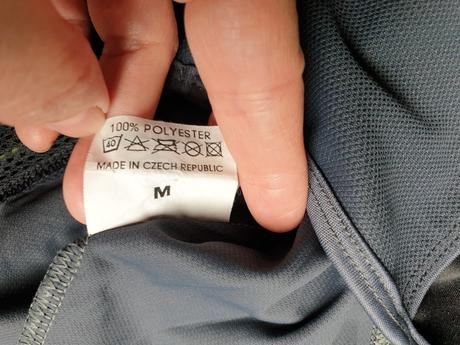 100% POLYESTER
40
MADE IN CZECH REPUBLIC
M